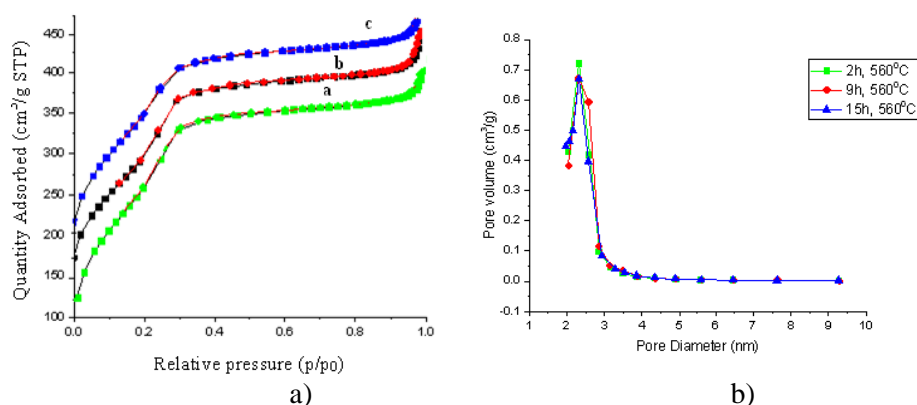 Quantity Adsorbed (cm³/g STP)
450
400
350
300
250
200
150
100
c
b
a
0.0 0.2 0.4 0.6 0.8 1.0
Relative pressure (p/p₀)
a)
Pore volume (cm³/g)
0.8
0.7
0.6
0.5
0.4
0.3
0.2
0.1
0.0
-0.1
1 2 3 4 5 6 7 8 9 10
Pore Diameter (nm)
2h, 560⁰C
9h, 560⁰C
15h, 560⁰C
b)